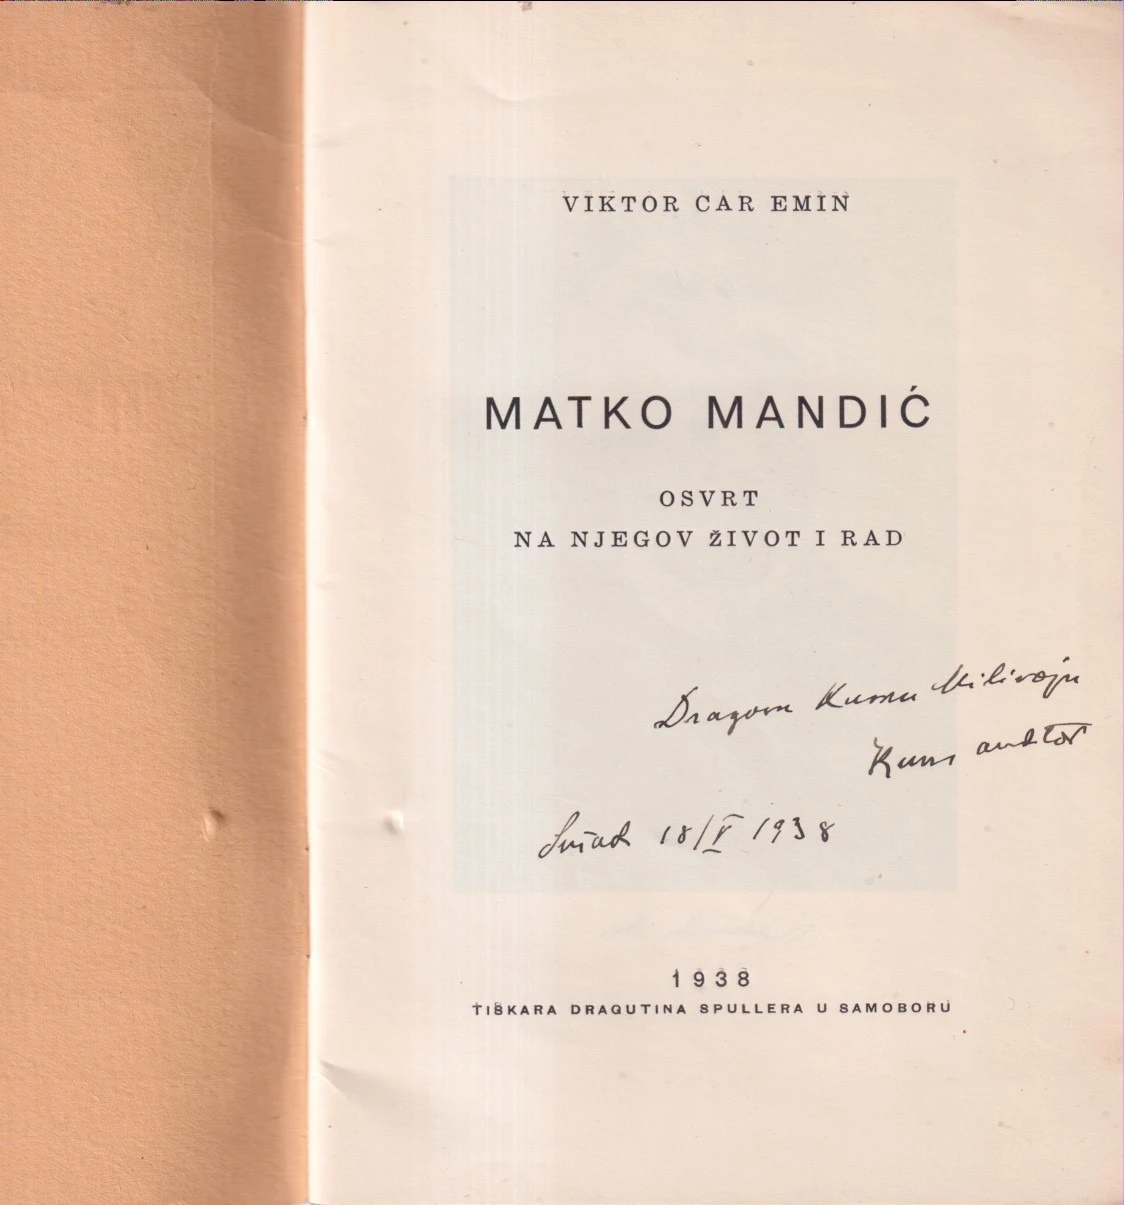 VIKTOR CAR EMIN
MATKO MANDIĆ
OSVRT
NA NJEGOV ŽIVOT I RAD
Dragom Kumu Milivoju
Kum autor
Sušak 18/V 1938
1938
TISKARA DRAGUTINA SPULLERA U SAMOBORU